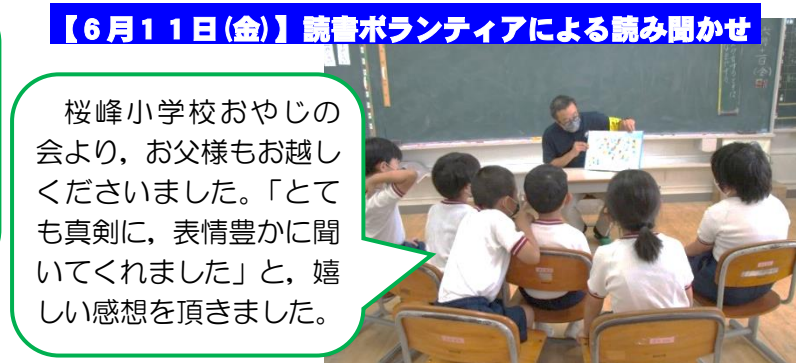 【6月11日(金)】読書ボランティアによる読み聞かせ
桜峰小学校おやじの
会より，お父様もお越し
くださいました。「とて
も真剣に，表情豊かに聞
いてくれました」と，嬉
しい感想を頂きました。